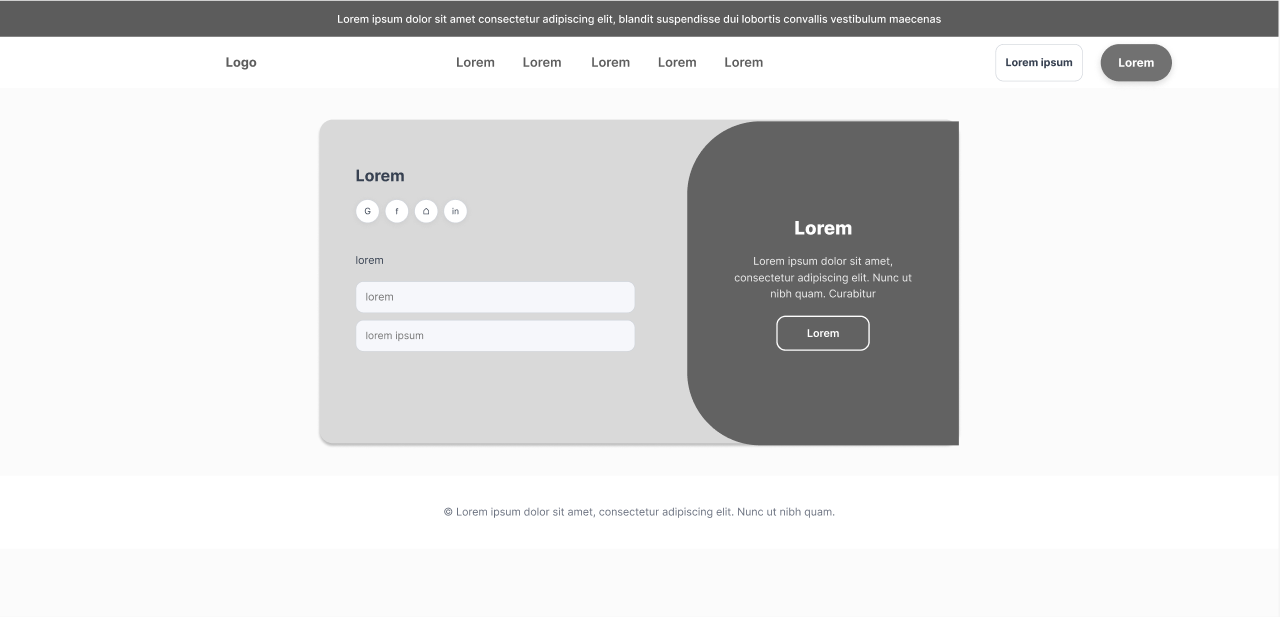 Lorem ipsum dolor sit amet consectetur adipiscing elit, blandit suspendisse dui lobortis convallis vestibulum maecenas
Logo Lorem Lorem Lorem Lorem Lorem Lorem ipsum Lorem
Lorem
G f in
lorem
lorem
lorem ipsum
Lorem
Lorem ipsum dolor sit amet,
consectetur adipiscing elit. Nunc ut
nibh quam. Curabitur
Lorem
© Lorem ipsum dolor sit amet, consectetur adipiscing elit. Nunc ut nibh quam.